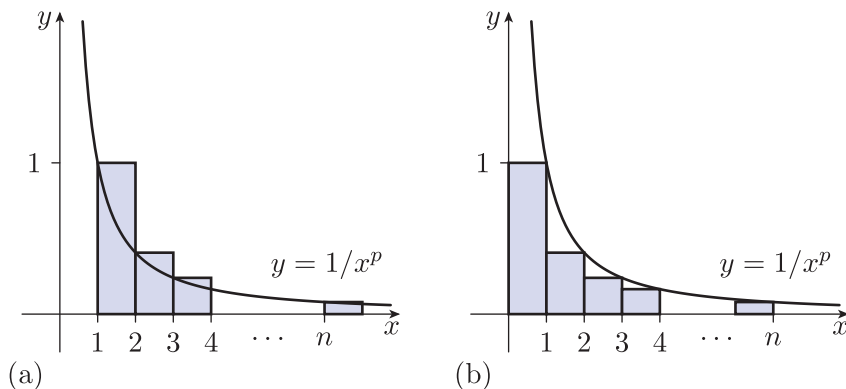 y
1
y = 1/x^p
1 2 3 4 ⋯ n x
(a)
y
1
y = 1/x^p
1 2 3 4 ⋯ n x
(b)